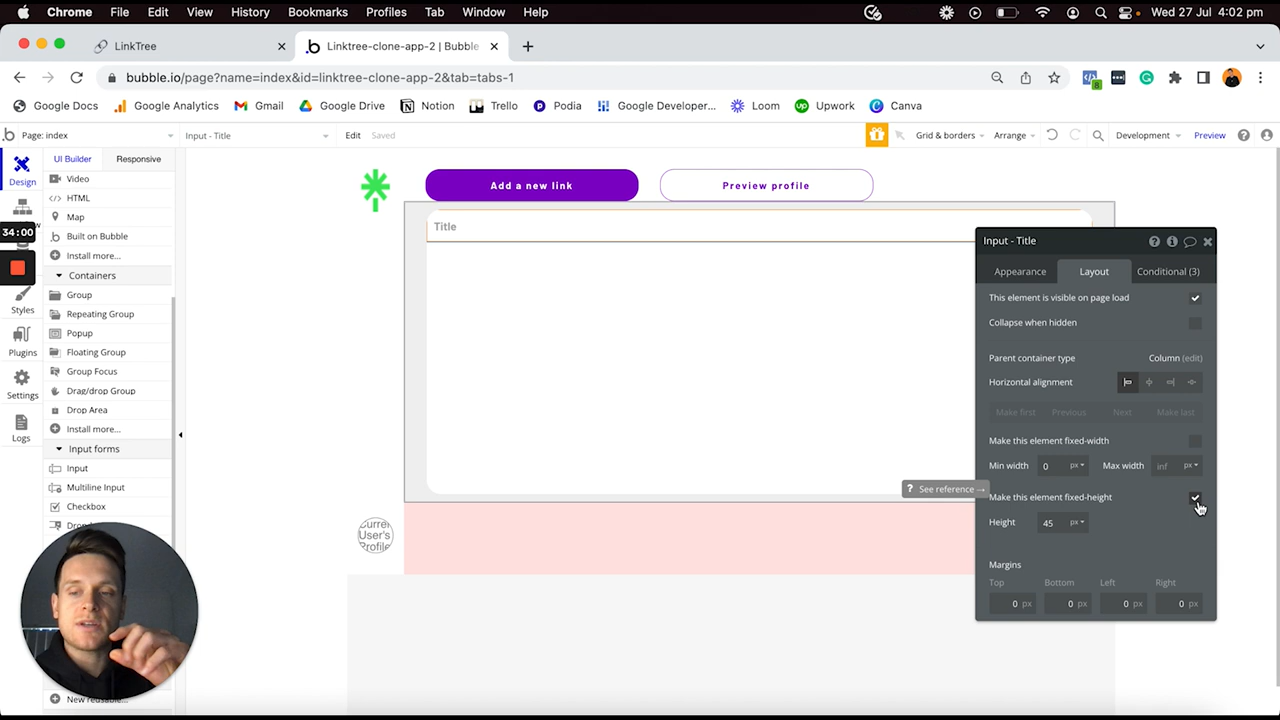 Chrome File Edit View History Bookmarks Profiles Tab Window Help Wed 27 Jul 4:02 pm
LinkTree Linktree-clone-app-2 | Bubble
bubble.io/page?name=index&id=linktree-clone-app-2&tab=tabs-1 8
Google Docs Google Analytics Gmail Google Drive Notion Trello Podia Google Developer... Loom Upwork Canva
Page: index Input - Title Edit Saved Grid & borders Arrange Development Preview
UI Builder Responsive
Design
Video
HTML
Map
34:00
Built on Bubble
Install more...
Containers
Styles
Group
Repeating Group
Popup
Plugins
Floating Group
Group Focus
Settings
Drag/drop Group
Drop Area
Logs
Install more...
Input forms
Input
Multiline Input
Checkbox
Add a new link Preview profile
Title
Curre
User's
Profile
Input - Title
Appearance Layout Conditional (3)
This element is visible on page load
Collapse when hidden
Parent container type Column (edit)
Horizontal alignment
Make first Previous Next Make last
Make this element fixed-width
Min width 0 px Max width inf px
See reference →
Make this element fixed-height
Height 45 px
Margins
Top Bottom Left Right
0 px 0 px 0 px 0 px